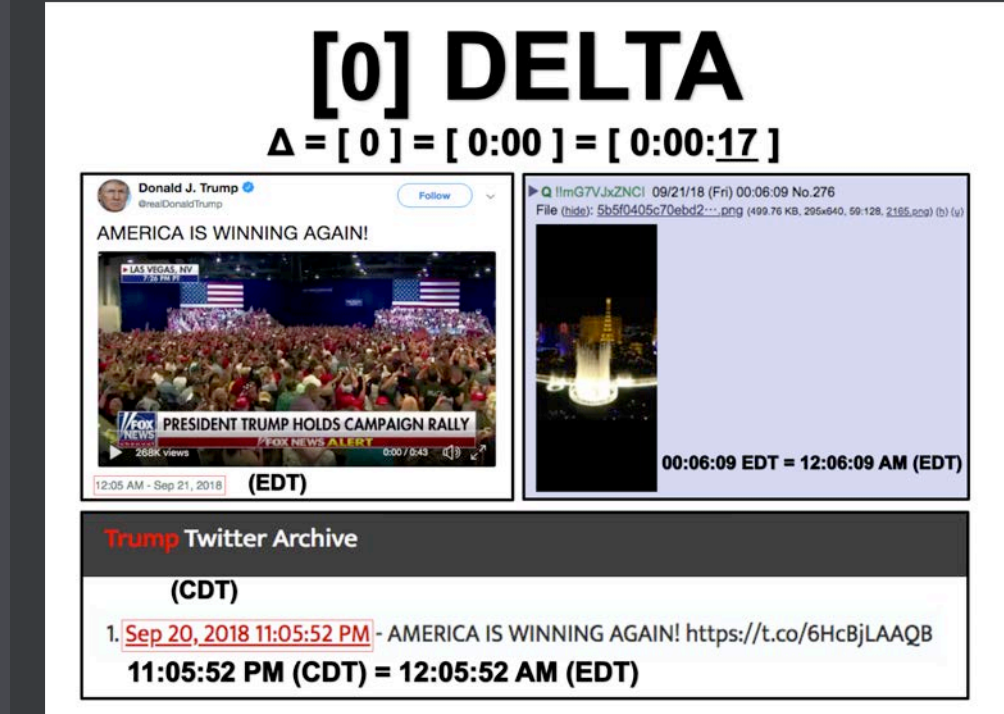 [0] DELTA
Δ = [ 0 ] = [ 0:00 ] = [ 0:00:17 ]
Donald J. Trump
@realDonaldTrump
Follow
AMERICA IS WINNING AGAIN!
LAS VEGAS, NV
7:26 PM PT
FOX NEWS
PRESIDENT TRUMP HOLDS CAMPAIGN RALLY
FOX NEWS ALERT
268K views
0:00 / 0:43
12:05 AM - Sep 21, 2018
(EDT)
Q !!mG7VJxZNCI 09/21/18 (Fri) 00:06:09 No.276
File (hide): 5b5f0405c70ebd2···.png (499.76 KB, 295x640, 59:128, 2165.png) (h) (u)
00:06:09 EDT = 12:06:09 AM (EDT)
Trump Twitter Archive
(CDT)
1. Sep 20, 2018 11:05:52 PM - AMERICA IS WINNING AGAIN! https://t.co/6HcBjLAAQB
11:05:52 PM (CDT) = 12:05:52 AM (EDT)